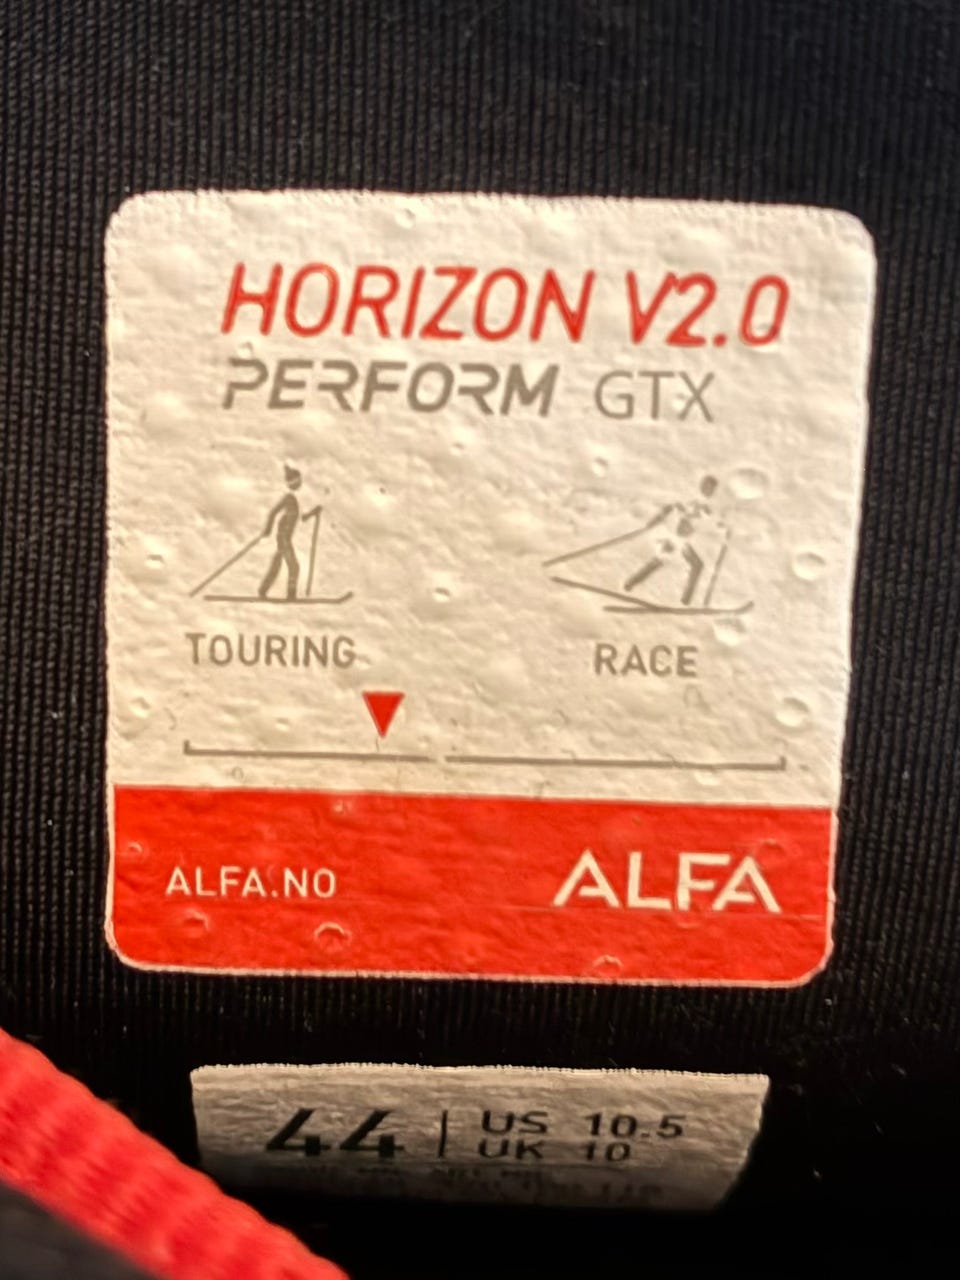 HORIZON V2.0
PERFORM GTX
TOURING
RACE
ALFA.NO
ALFA
44 | US 10.5
UK 10